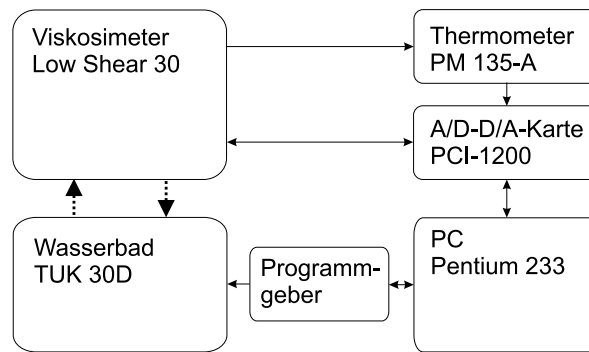 Viskosimeter
Low Shear 30
Thermometer
PM 135-A
A/D-D/A-Karte
PCI-1200
Wasserbad
TUK 30D
Programm-
geber
PC
Pentium 233